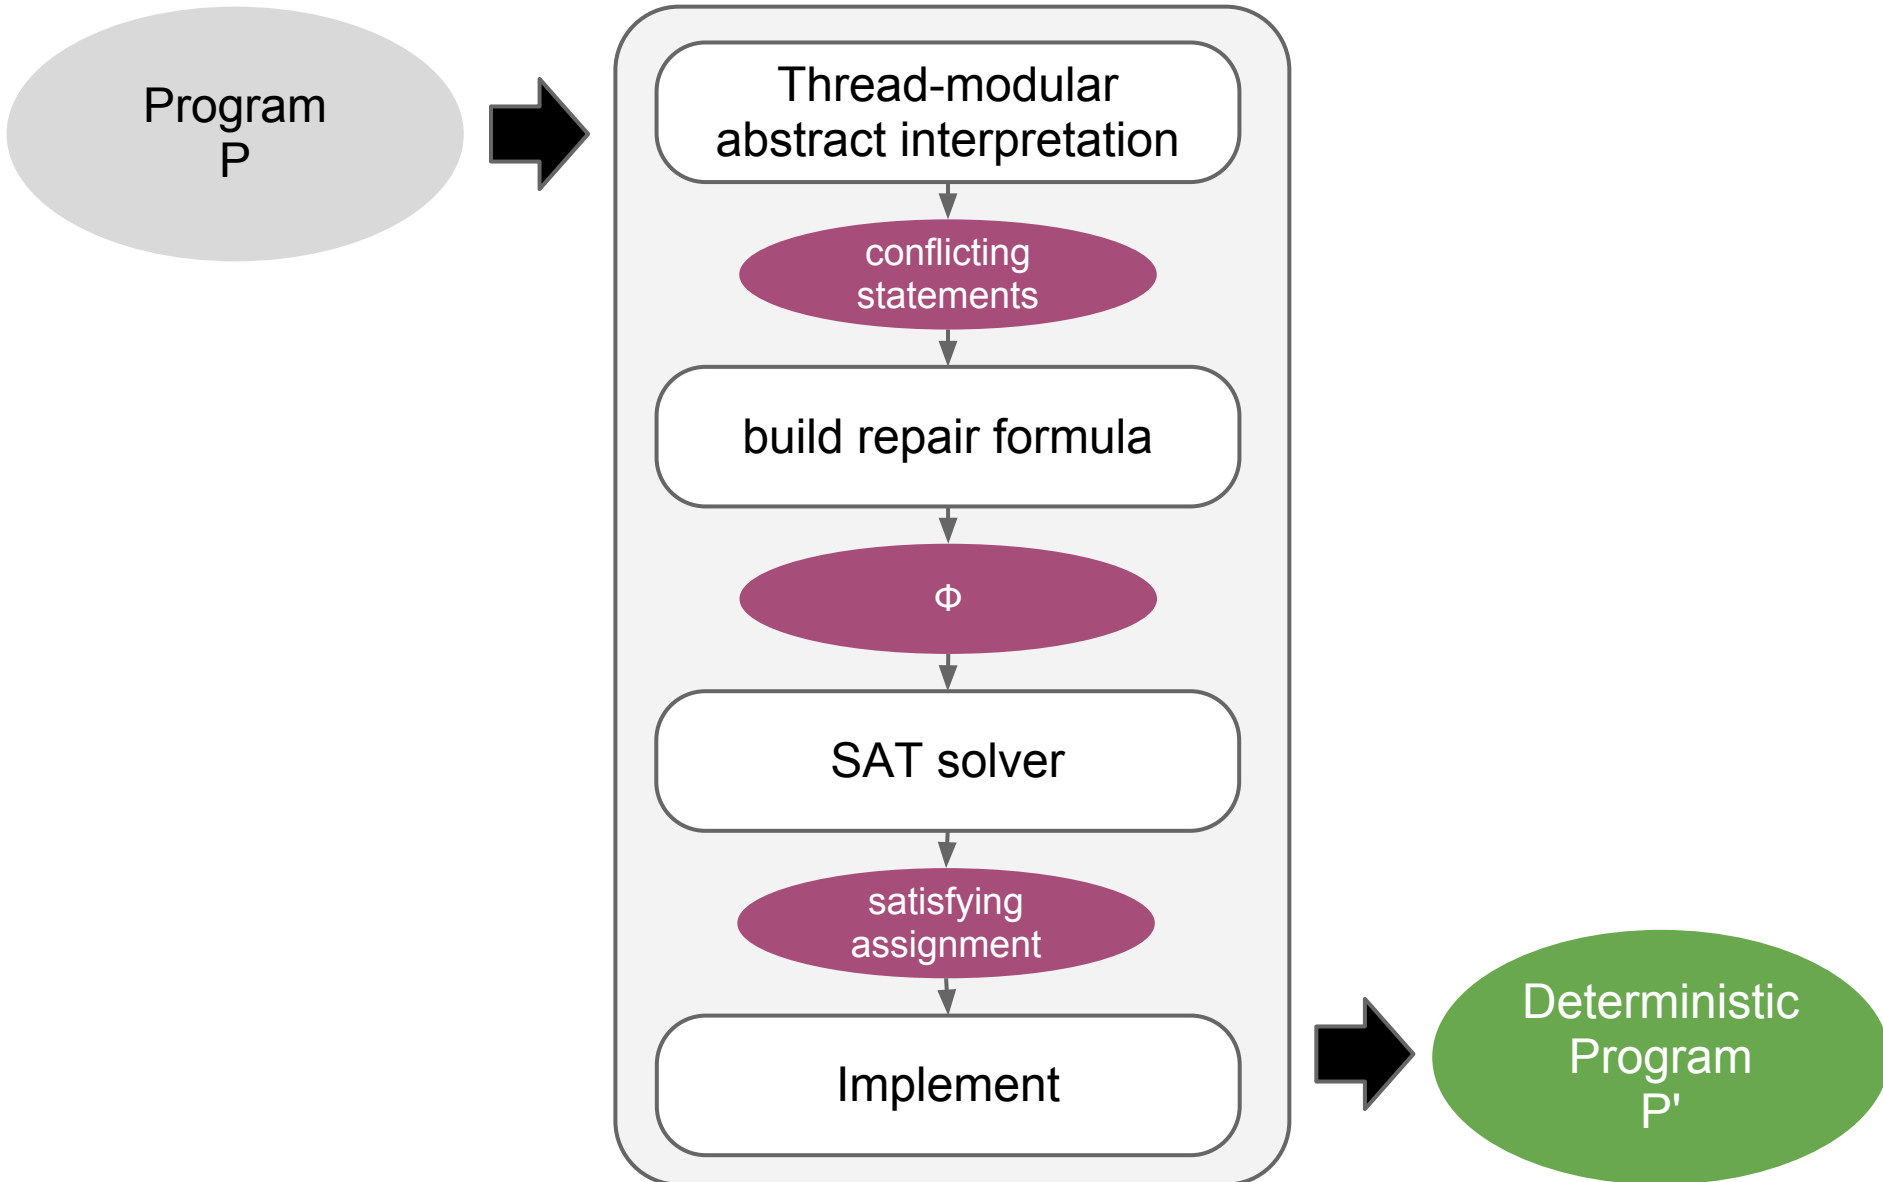 Program
P
Thread-modular
abstract interpretation
conflicting
statements
build repair formula
Φ
SAT solver
satisfying
assignment
Implement
Deterministic
Program
P'